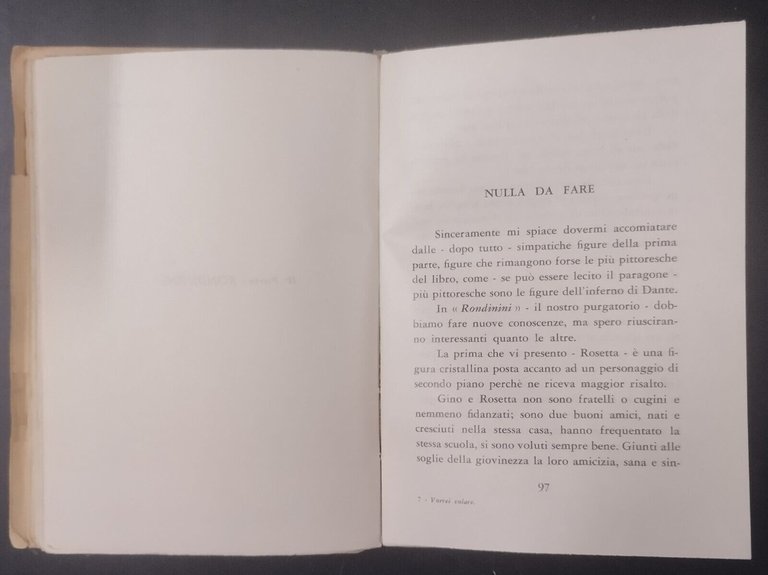 NULLA DA FARE
Sinceramente mi spiace dovermi accomiatare
dalle - dopo tutto - simpatiche figure della prima
parte, figure che rimangono forse le più pittoresche
del libro, come - se può essere lecito il paragone -
più pittoresche sono le figure dell'inferno di Dante.
In « Rondinini » - il nostro purgatorio - dob-
biamo fare nuove conoscenze, ma spero riusciran-
no interessanti quanto le altre.
La prima che vi presento - Rosetta - è una fi-
gura cristallina posta accanto ad un personaggio di
secondo piano perchè ne riceva maggior risalto.
Gino e Rosetta non sono fratelli o cugini e
nemmeno fidanzati; sono due buoni amici, nati e
cresciuti nella stessa casa, hanno frequentato la
stessa scuola, si sono voluti sempre bene. Giunti alle
soglie della giovinezza la loro amicizia, sana e sin-
97
7 - Vorrei volare.